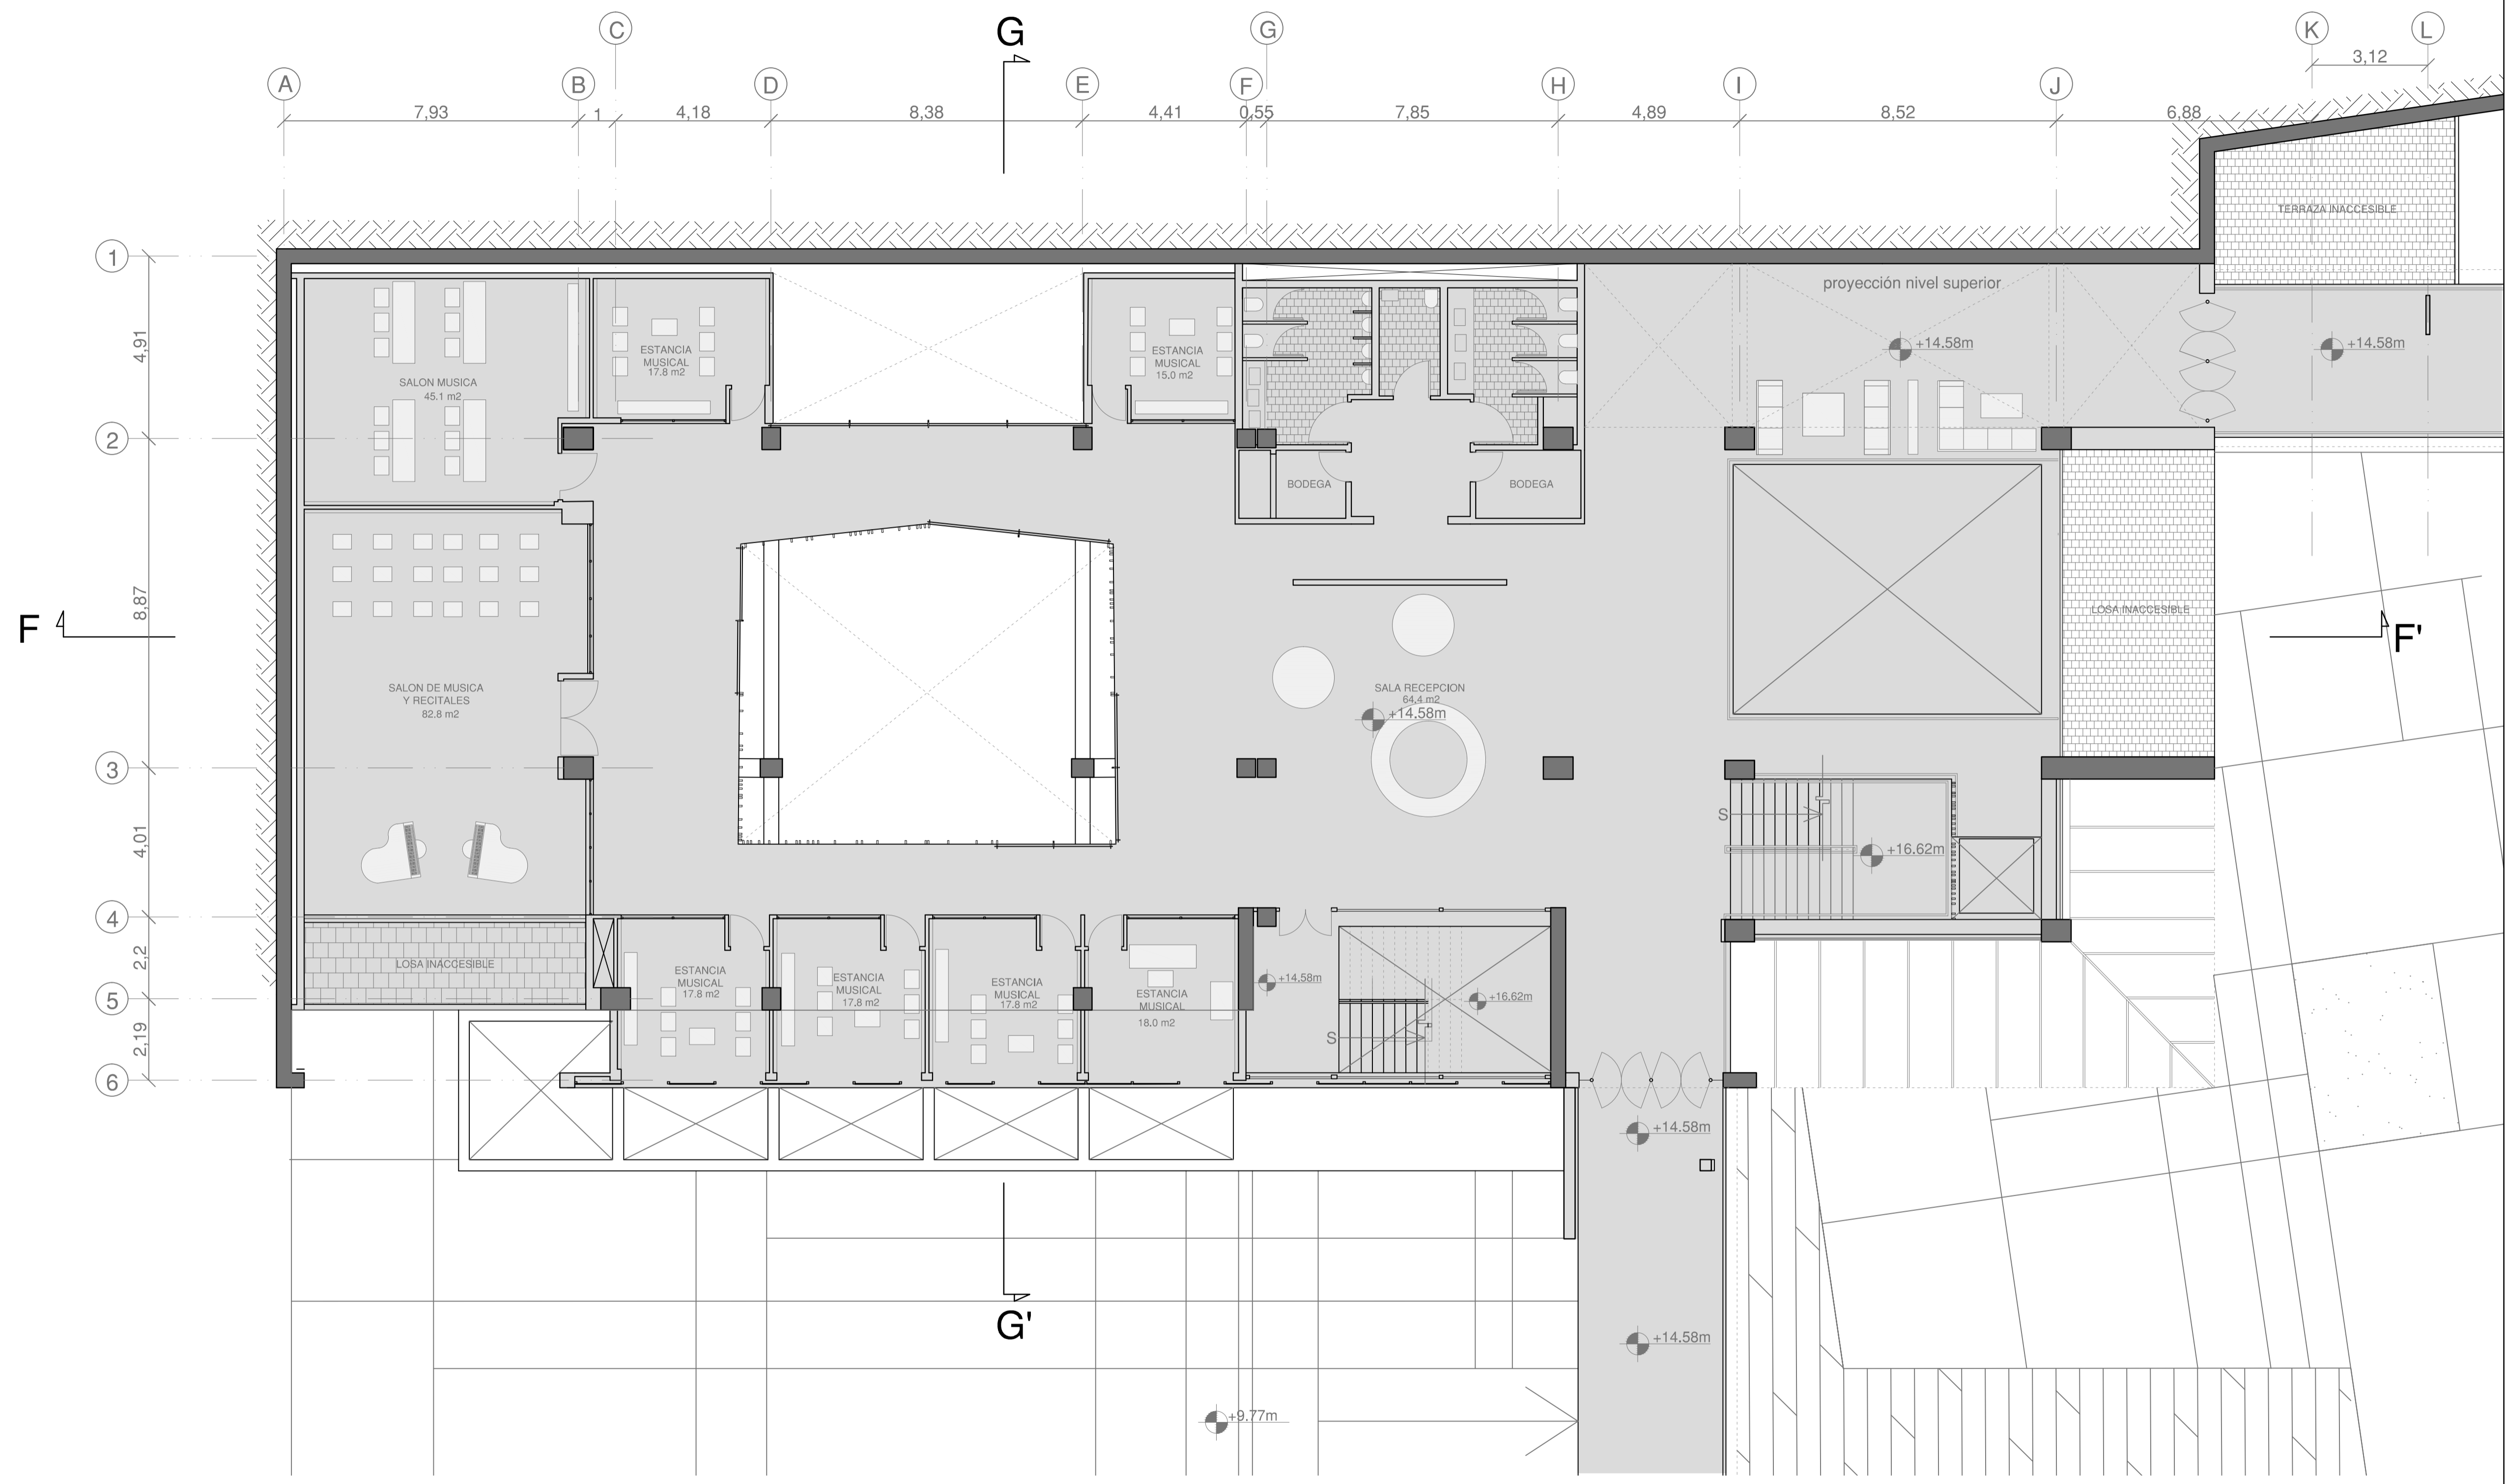 G
C
G
K
L
3,12
A
B
D
E
F
H
I
J
7,93
1
4,18
8,38
4,41
0,55
7,85
4,89
8,52
6,88
TERRAZA INACCESIBLE
1
proyección nivel superior
4,91
ESTANCIA
MUSICAL
17.8 m2
ESTANCIA
MUSICAL
15.0 m2
+14.58m
+14.58m
SALON MUSICA
45.1 m2
2
BODEGA
BODEGA
8,87
LOSA INACCESIBLE
F
F'
SALON DE MUSICA
Y RECITALES
82.8 m2
SALA RECEPCION
64,4 m2
+14.58m
3
S
4,01
+16.62m
4
2,2
LOSA INACCESIBLE
ESTANCIA
MUSICAL
17.8 m2
ESTANCIA
MUSICAL
17.8 m2
ESTANCIA
MUSICAL
17.8 m2
ESTANCIA
MUSICAL
18.0 m2
+14.58m
+16.62m
5
S
2,19
6
+14.58m
G'
+14.58m
+9.77m